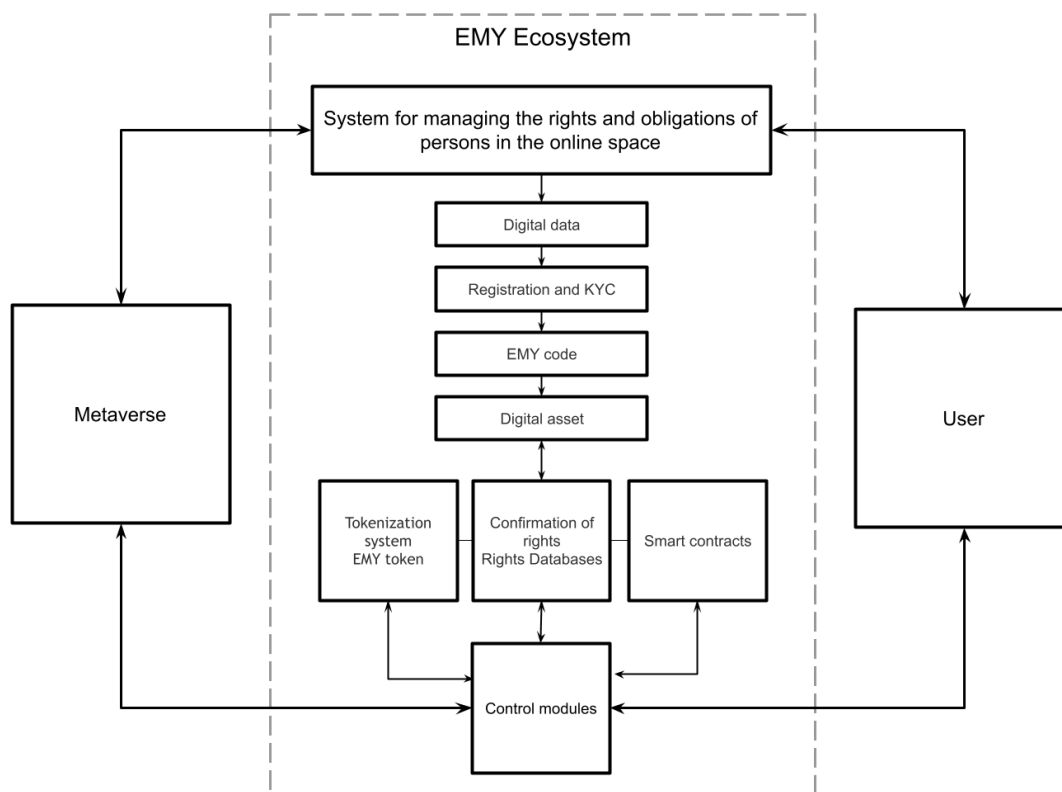 EMY Ecosystem
System for managing the rights and obligations of
persons in the online space
Digital data
Registration and KYC
EMY code
Digital asset
Metaverse
User
Tokenization
system
EMY token
Confirmation of
rights
Rights Databases
Smart contracts
Control modules